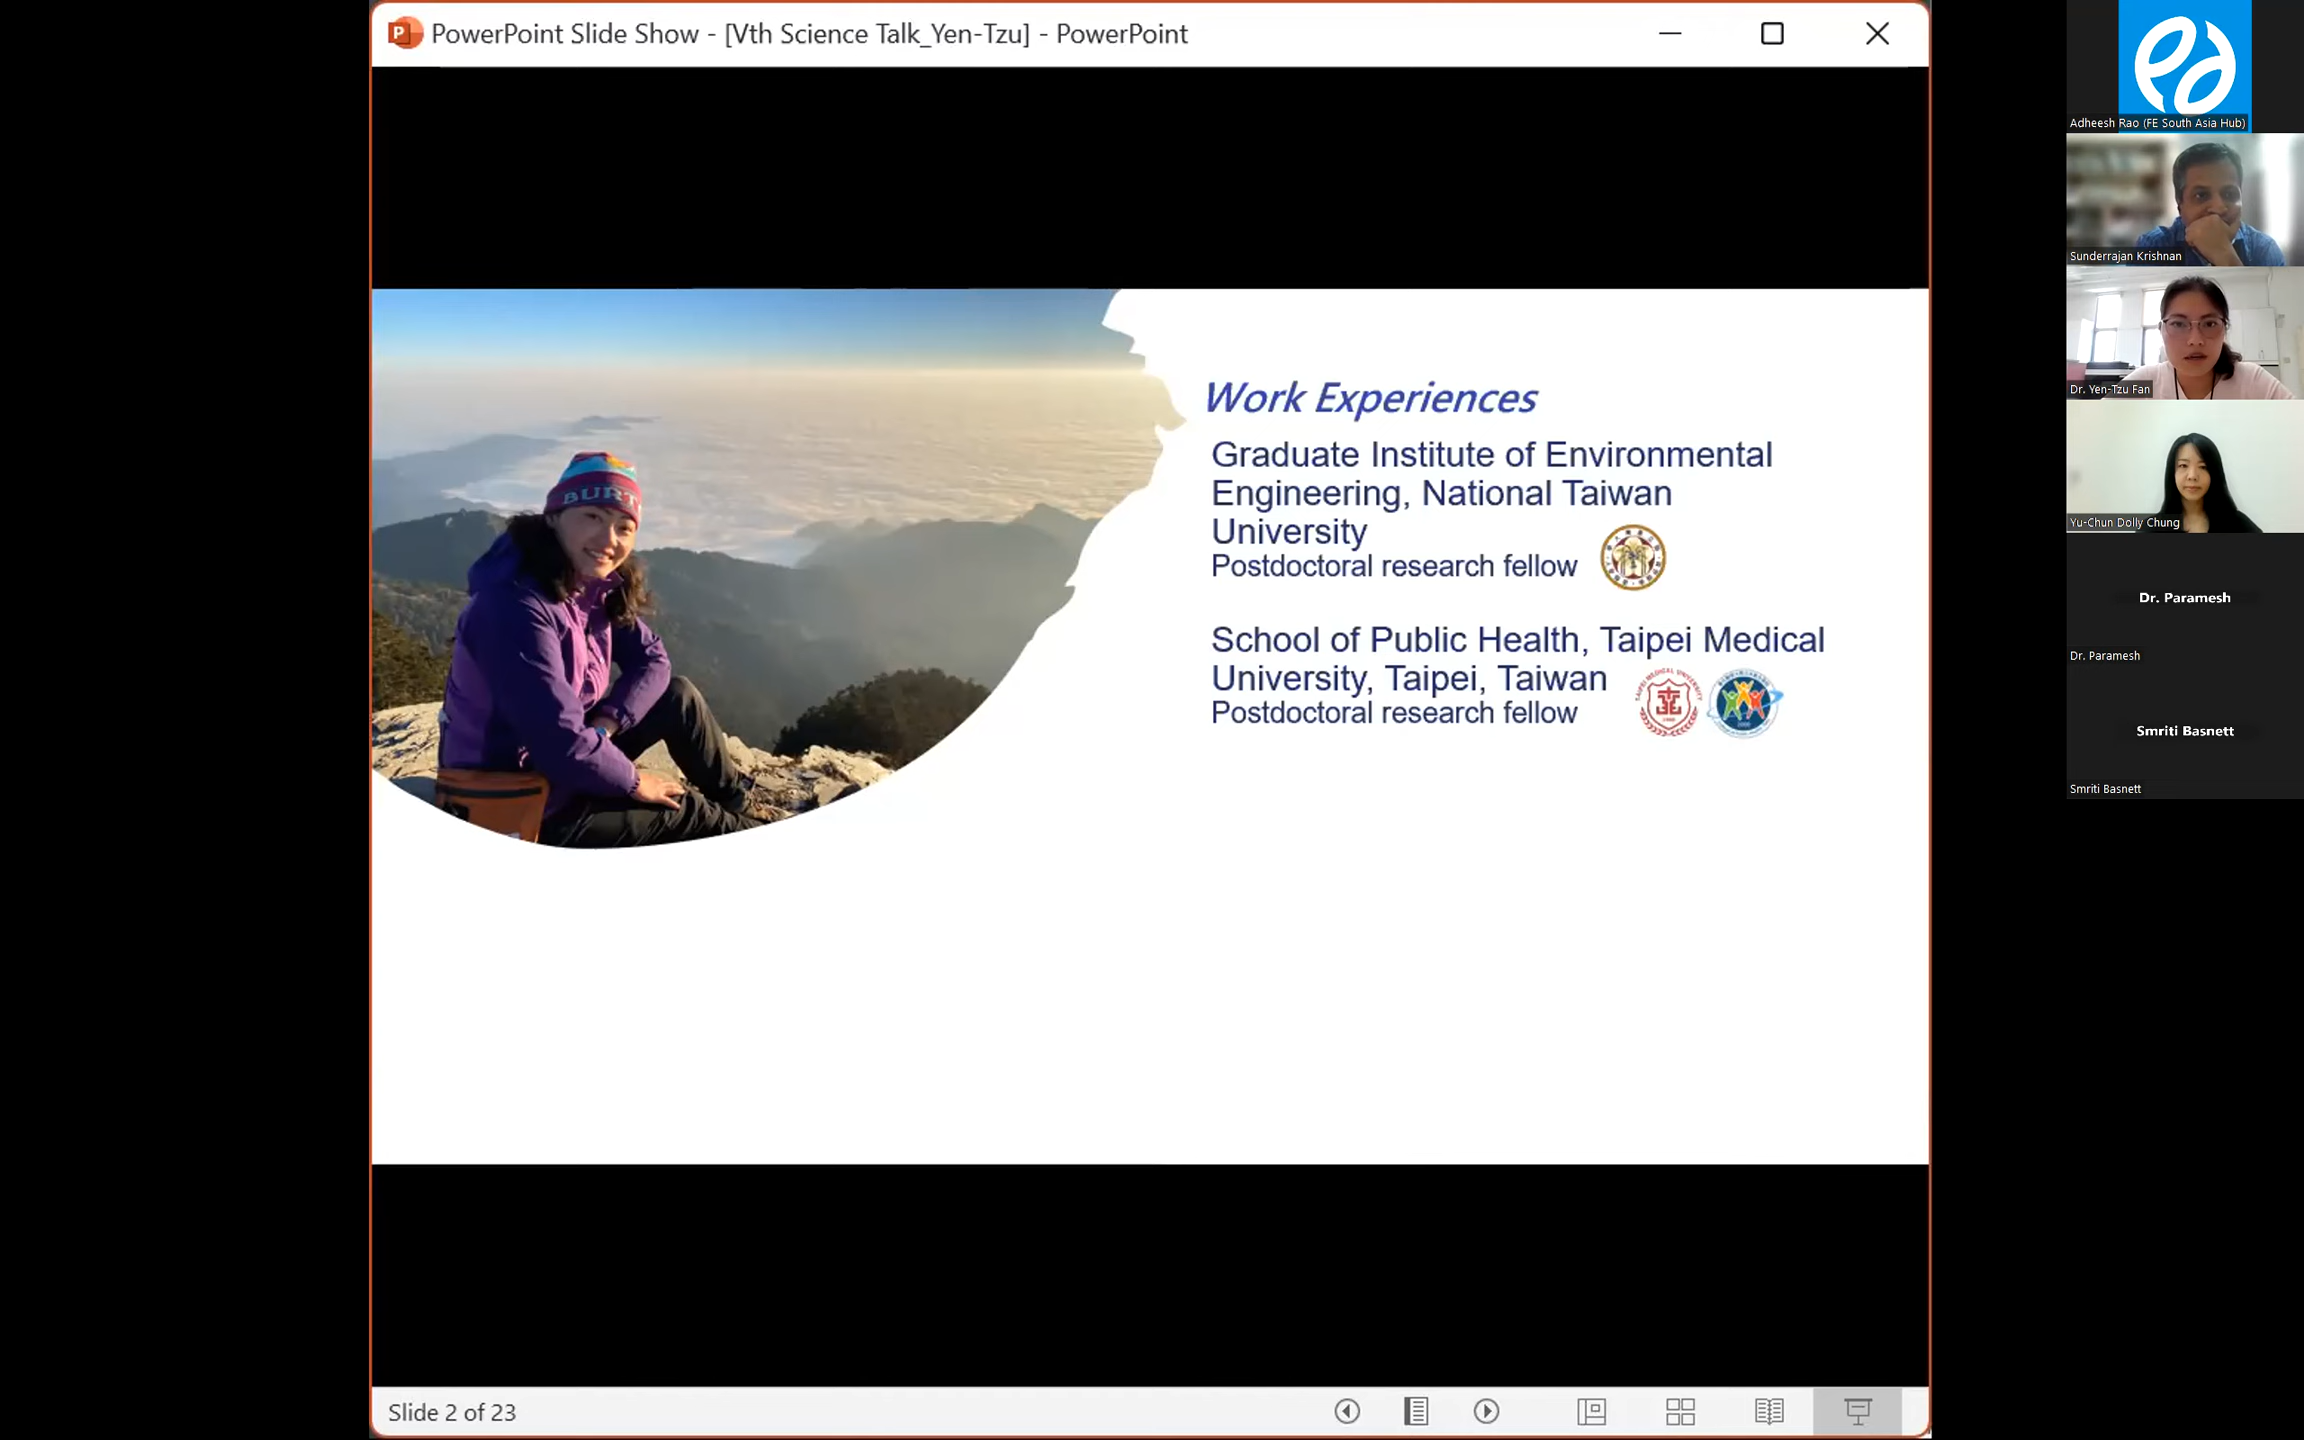 PowerPoint Slide Show - [Vth Science Talk_Yen-Tzu] - PowerPoint
BURT
Work Experiences
Graduate Institute of Environmental
Engineering, National Taiwan
University
Postdoctoral research fellow
School of Public Health, Taipei Medical
University, Taipei, Taiwan
Postdoctoral research fellow
TAIPEI MEDICAL UNIVERSITY
Slide 2 of 23
Adheesh Rao (FE South Asia Hub)
Sunderrajan Krishnan
Dr. Yen-Tzu Fan
Yu-Chun Dolly Chung
Dr. Paramesh
Dr. Paramesh
Smriti Basnett
Smriti Basnett